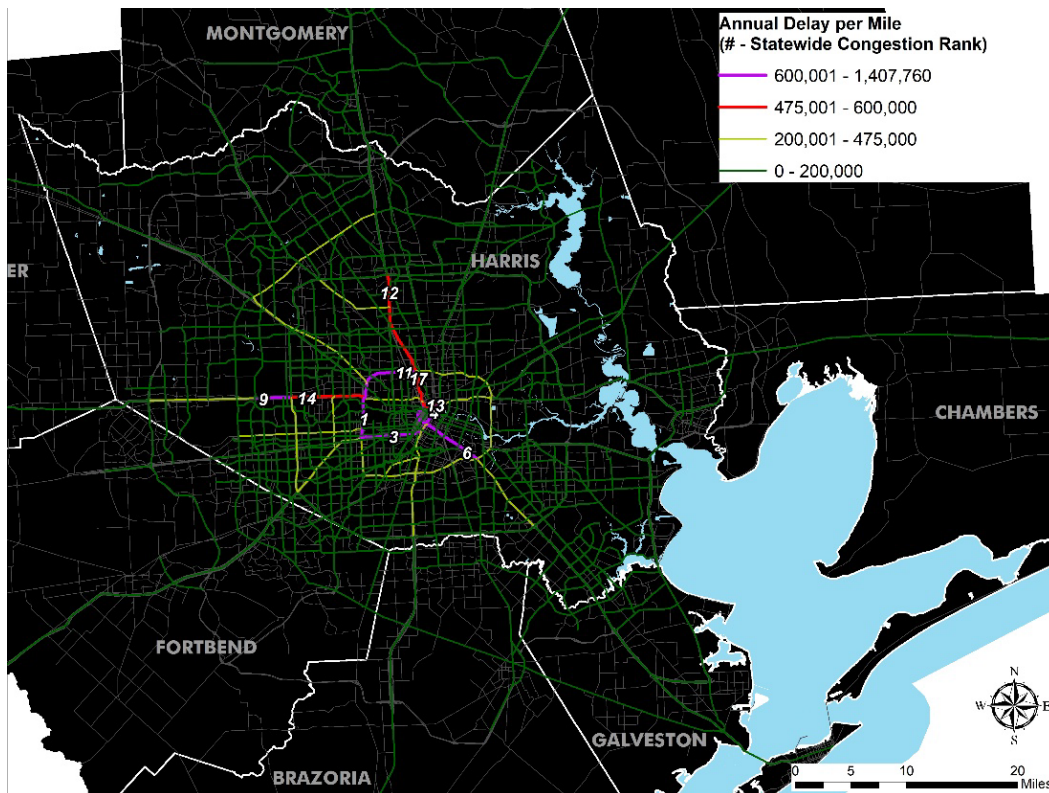 Annual Delay per Mile
(# - Statewide Congestion Rank)
600,001 - 1,407,760
475,001 - 600,000
200,001 - 475,000
0 - 200,000
MONTGOMERY
HARRIS
ER
12
11
17
9
14
13
1
3
6
CHAMBERS
FORTBEND
GALVESTON
BRAZORIA
N
W
E
S
0 5 10 20
Miles